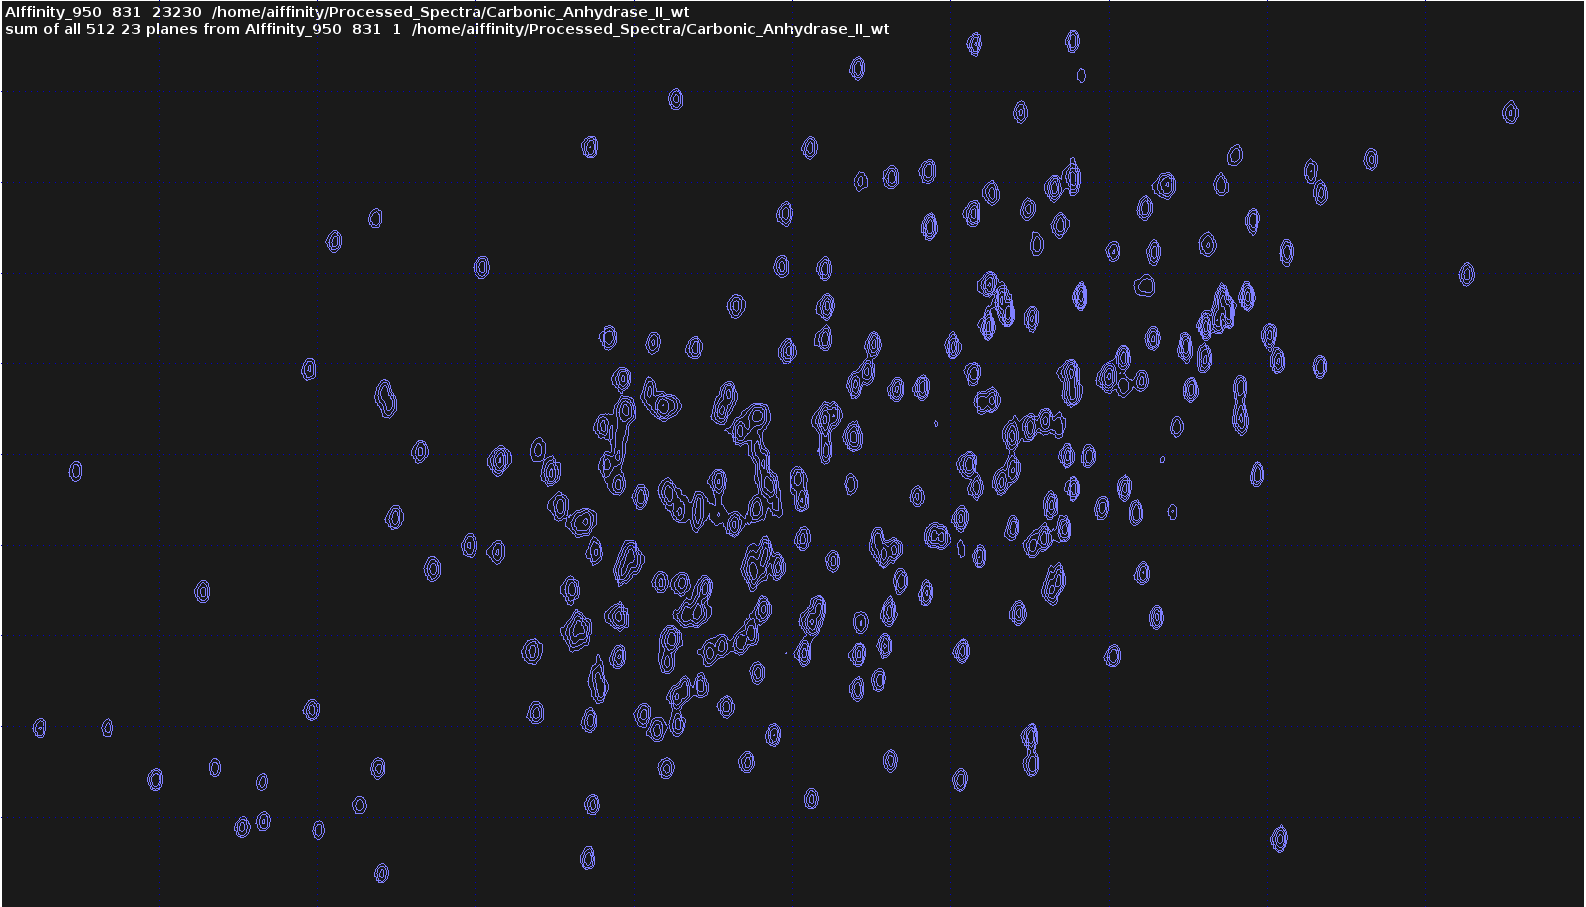 AIffinity_950 831 23230 /home/aiffinity/Processed_Spectra/Carbonic_Anhydrase_II_wt
sum of all 512 23 planes from AIffinity_950 831 1 /home/aiffinity/Processed_Spectra/Carbonic_Anhydrase_II_wt